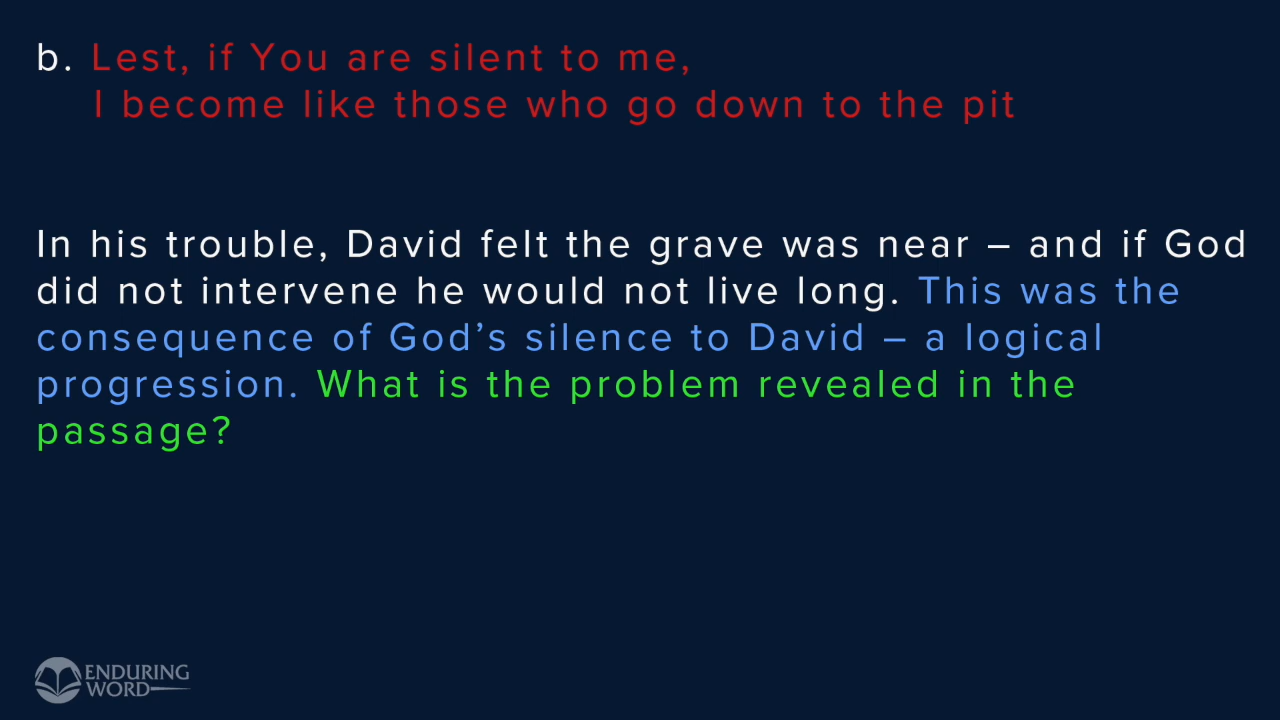 b. Lest, if You are silent to me,
I become like those who go down to the pit
In his trouble, David felt the grave was near – and if God
did not intervene he would not live long. This was the
consequence of God’s silence to David – a logical
progression. What is the problem revealed in the
passage?
ENDURING
WORD